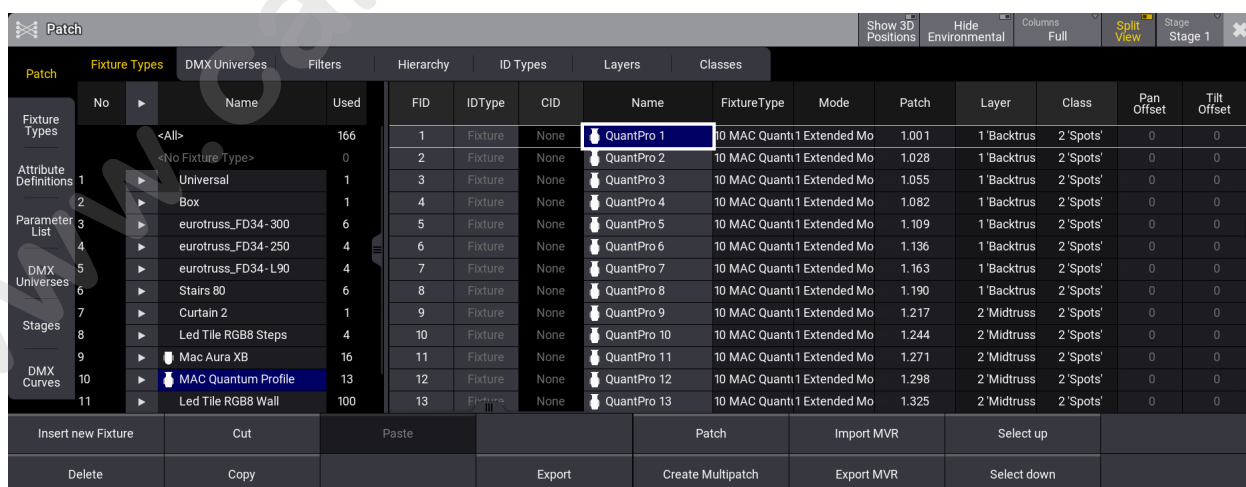 Patch
Show 3D Positions Hide Environmental Columns Full Split View Stage Stage 1
Patch Fixture Types DMX Universes Filters Hierarchy ID Types Layers Classes
Fixture Types
Attribute Definitions
Parameter List
DMX Universes
Stages
DMX Curves
No Name Used
<All> 166
<No Fixture Type> 0
1 Universal 1
2 Box 1
3 eurotruss_FD34-300 6
4 eurotruss_FD34-250 4
5 eurotruss_FD34-L90 4
6 Stairs 80 6
7 Curtain 2 1
8 Led Tile RGB8 Steps 4
9 Mac Aura XB 16
10 MAC Quantum Profile 13
11 Led Tile RGB8 Wall 100
FID IDType CID Name FixtureType Mode Patch Layer Class Pan Offset Tilt Offset
1 Fixture None QuantPro 1 10 MAC Quantu 1 Extended Mo 1.001 1 'Backtrus 2 'Spots' 0 0
2 Fixture None QuantPro 2 10 MAC Quantu 1 Extended Mo 1.028 1 'Backtrus 2 'Spots' 0 0
3 Fixture None QuantPro 3 10 MAC Quantu 1 Extended Mo 1.055 1 'Backtrus 2 'Spots' 0 0
4 Fixture None QuantPro 4 10 MAC Quantu 1 Extended Mo 1.082 1 'Backtrus 2 'Spots' 0 0
5 Fixture None QuantPro 5 10 MAC Quantu 1 Extended Mo 1.109 1 'Backtrus 2 'Spots' 0 0
6 Fixture None QuantPro 6 10 MAC Quantu 1 Extended Mo 1.136 1 'Backtrus 2 'Spots' 0 0
7 Fixture None QuantPro 7 10 MAC Quantu 1 Extended Mo 1.163 1 'Backtrus 2 'Spots' 0 0
8 Fixture None QuantPro 8 10 MAC Quantu 1 Extended Mo 1.190 1 'Backtrus 2 'Spots' 0 0
9 Fixture None QuantPro 9 10 MAC Quantu 1 Extended Mo 1.217 2 'Midtruss 2 'Spots' 0 0
10 Fixture None QuantPro 10 10 MAC Quantu 1 Extended Mo 1.244 2 'Midtruss 2 'Spots' 0 0
11 Fixture None QuantPro 11 10 MAC Quantu 1 Extended Mo 1.271 2 'Midtruss 2 'Spots' 0 0
12 Fixture None QuantPro 12 10 MAC Quantu 1 Extended Mo 1.298 2 'Midtruss 2 'Spots' 0 0
13 Fixture None QuantPro 13 10 MAC Quantu 1 Extended Mo 1.325 2 'Midtruss 2 'Spots' 0 0
Insert new Fixture Cut Paste Patch Import MVR Select up
Delete Copy Export Create Multipatch Export MVR Select down
www.ca